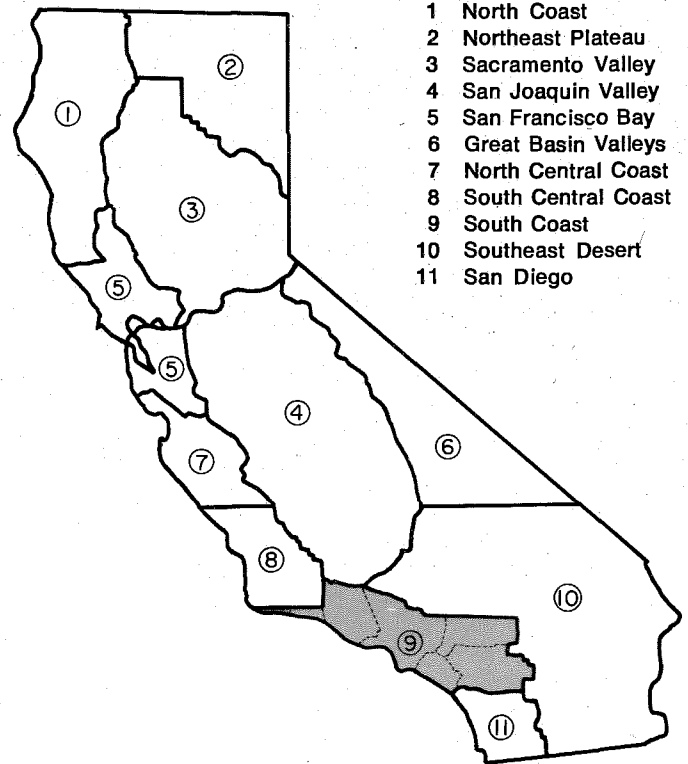 1 North Coast
2 Northeast Plateau
3 Sacramento Valley
4 San Joaquin Valley
5 San Francisco Bay
6 Great Basin Valleys
7 North Central Coast
8 South Central Coast
9 South Coast
10 Southeast Desert
11 San Diego
①
②
③
⑤
⑤
④
⑥
⑦
⑧
⑩
⑨
⑪